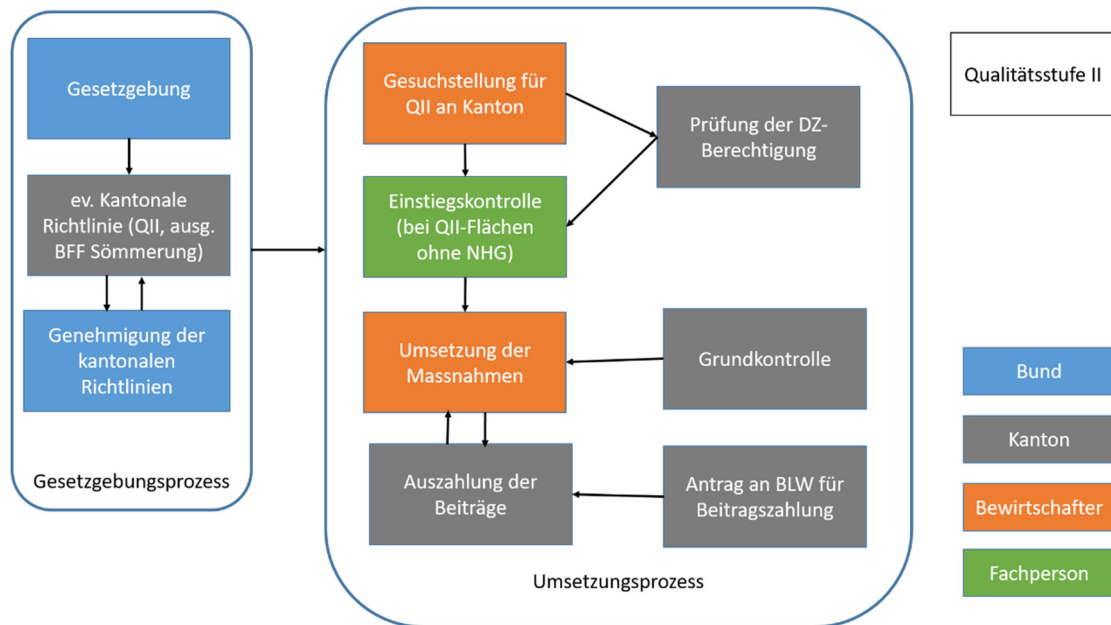 Gesetzgebung
ev. Kantonale
Richtlinie (QII, ausg.
BFF Sömmerung)
Genehmigung der
kantonalen
Richtlinien
Gesetzgebungsprozess
Gesuchstellung für
QII an Kanton
Prüfung der DZ-
Berechtigung
Einstiegskontrolle
(bei QII-Flächen
ohne NHG)
Umsetzung der
Massnahmen
Grundkontrolle
Auszahlung der
Beiträge
Antrag an BLW für
Beitragszahlung
Umsetzungsprozess
Qualitätsstufe II
Bund
Kanton
Bewirtschafter
Fachperson